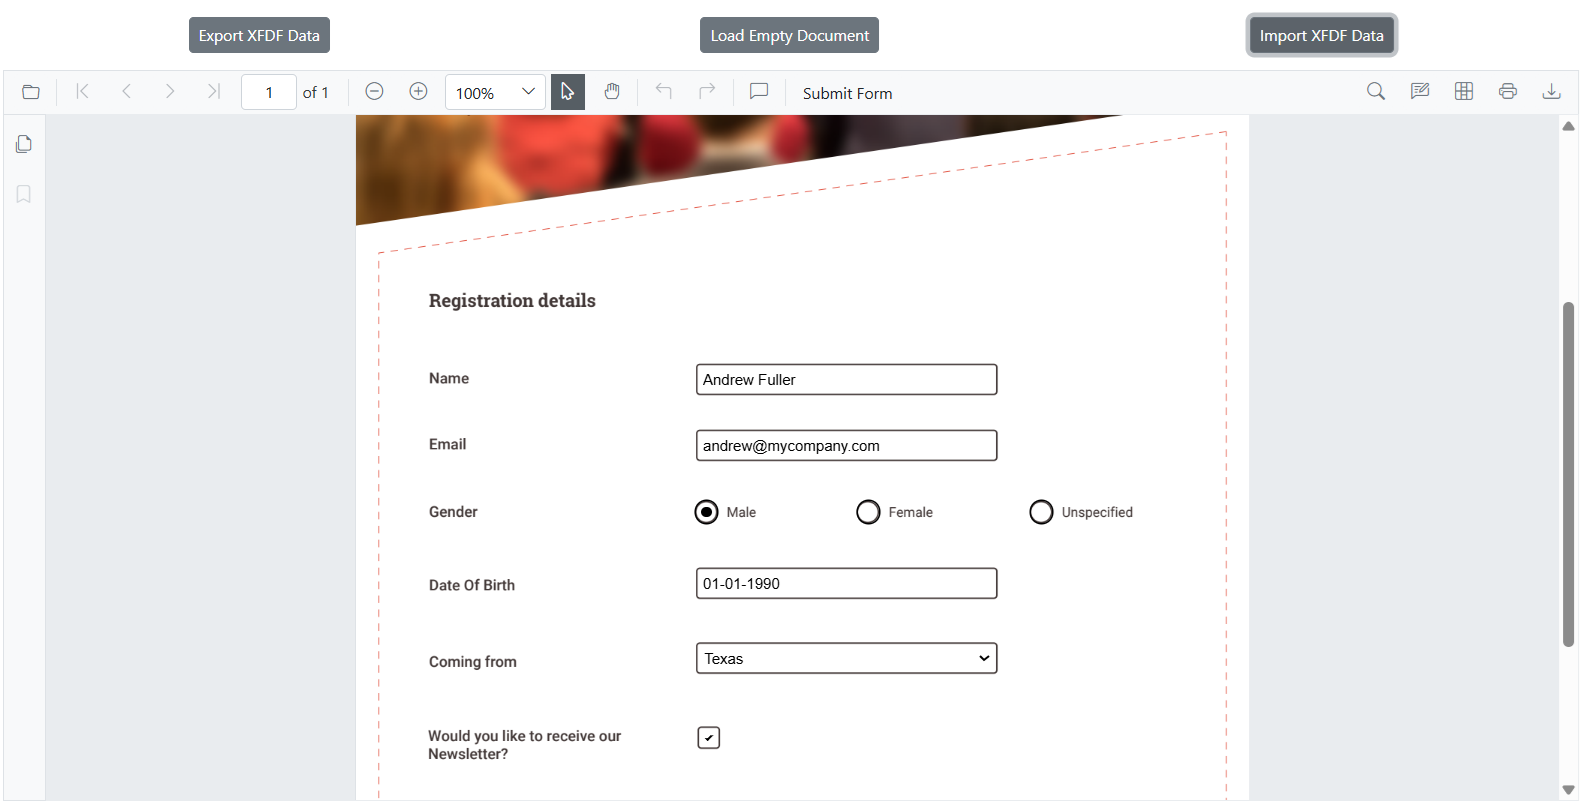 Export XFDF Data
Load Empty Document
Import XFDF Data
1 of 1
100%
Submit Form
Registration details
Name
Andrew Fuller
Email
andrew@mycompany.com
Gender
Male
Female
Unspecified
Date Of Birth
01-01-1990
Coming from
Texas
Would you like to receive our
Newsletter?